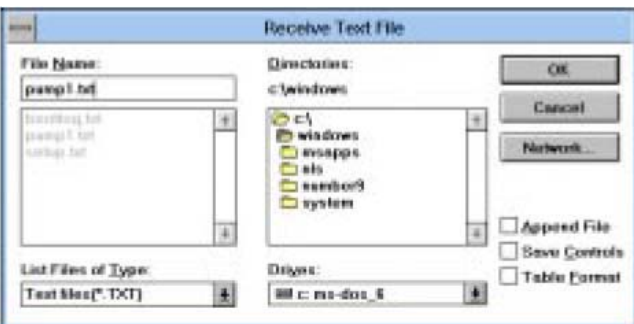 Receive Text File
File Name:
pump1.txt
bootlog.txt
pump1.txt
setup.txt
List Files of Type:
Text files(*.TXT)
Directories:
c:\windows
c:\
windows
msapps
nls
number9
system
Drives:
c: ms-dos_6
OK
Cancel
Network...
Append File
Save Controls
Table Format